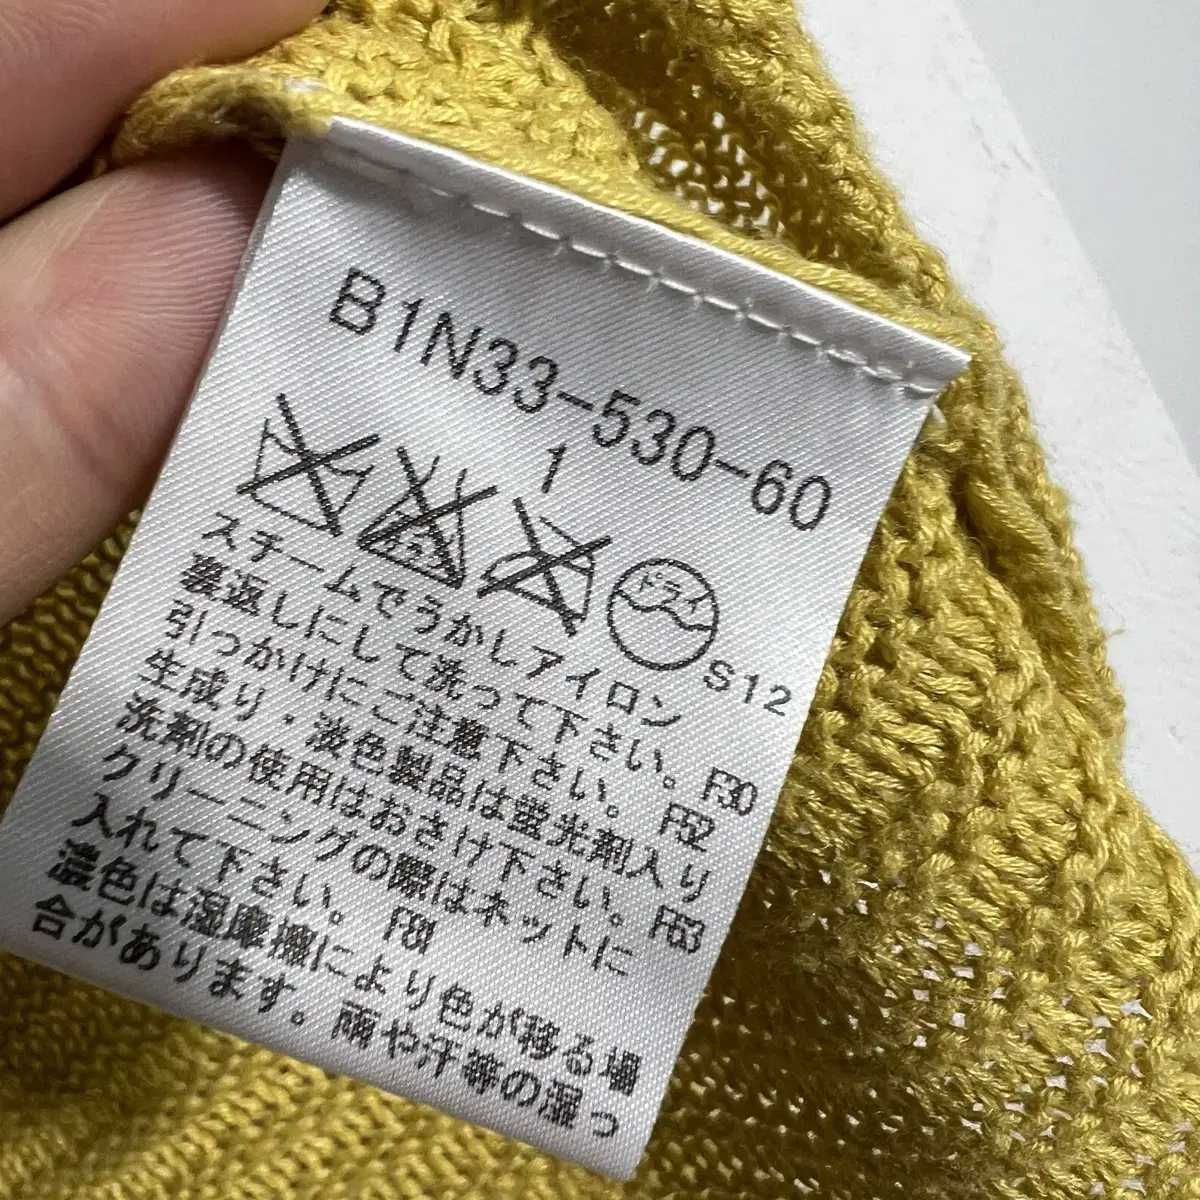 B1N33-530-60
1
エンソ
ドライ
S12
スチームでうかしアイロン
裏返しにして洗って下さい。 F30
引っかけにご注意下さい。 F52
生成り・淡色製品は蛍光剤入り
洗剤の使用はおさけ下さい。 F63
クリーニングの際はネットに
入れて下さい。 F81
濃色は湿摩擦により色が移る場
合があります。雨や汗等の湿っ